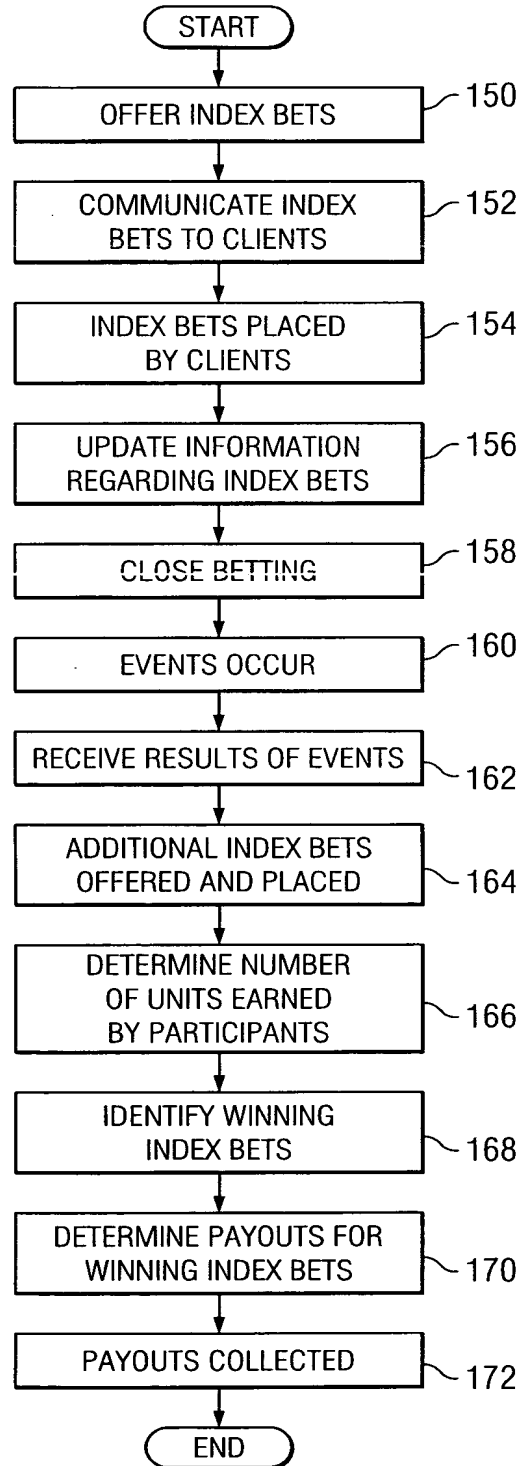 START
OFFER INDEX BETS
150
COMMUNICATE INDEX
BETS TO CLIENTS
152
INDEX BETS PLACED
BY CLIENTS
154
UPDATE INFORMATION
REGARDING INDEX BETS
156
CLOSE BETTING
158
EVENTS OCCUR
160
RECEIVE RESULTS OF EVENTS
162
ADDITIONAL INDEX BETS
OFFERED AND PLACED
164
DETERMINE NUMBER
OF UNITS EARNED
BY PARTICIPANTS
166
IDENTIFY WINNING
INDEX BETS
168
DETERMINE PAYOUTS FOR
WINNING INDEX BETS
170
PAYOUTS COLLECTED
172
END